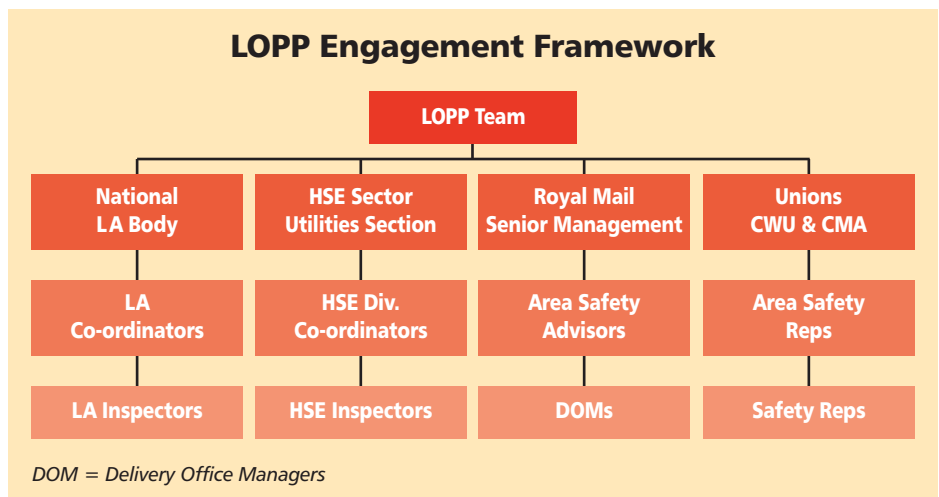 LOPP Engagement Framework
LOPP Team
National
LA Body
HSE Sector
Utilities Section
Royal Mail
Senior Management
Unions
CWU & CMA
LA
Co-ordinators
HSE Div.
Co-ordinators
Area Safety
Advisors
Area Safety
Reps
LA Inspectors
HSE Inspectors
DOMs
Safety Reps
DOM = Delivery Office Managers